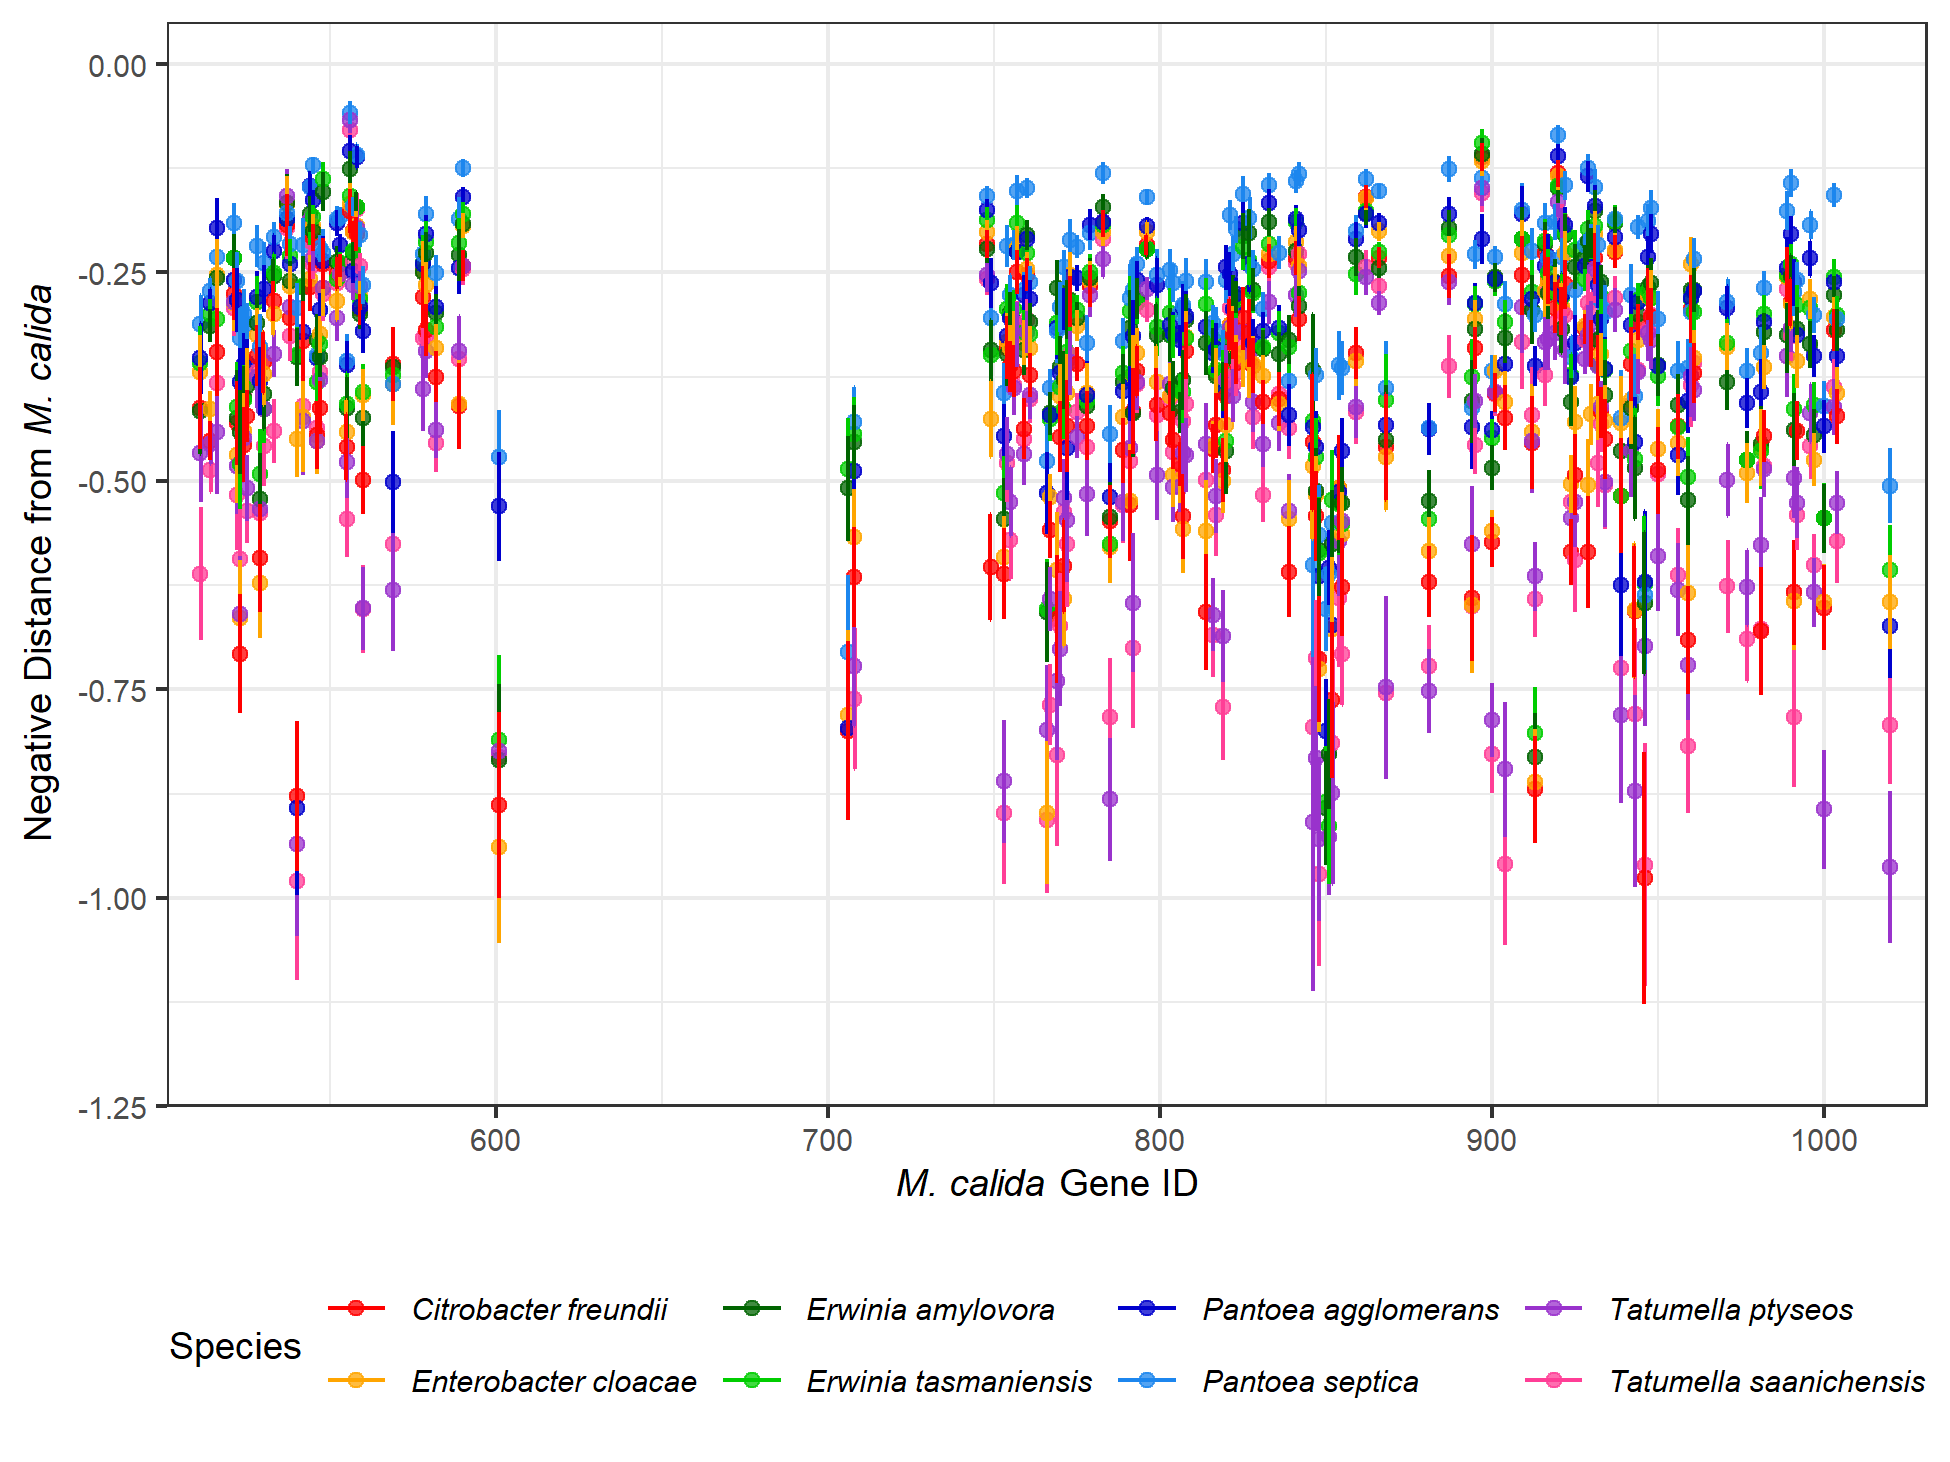 0.00
-0.25
-0.50
-0.75
-1.00
-1.25
Negative Distance from M. calida
600
700
800
900
1000
M. calida Gene ID
Species
Citrobacter freundii
Erwinia amylovora
Pantoea agglomerans
Tatumella ptyseos
Enterobacter cloacae
Erwinia tasmaniensis
Pantoea septica
Tatumella saanichensis